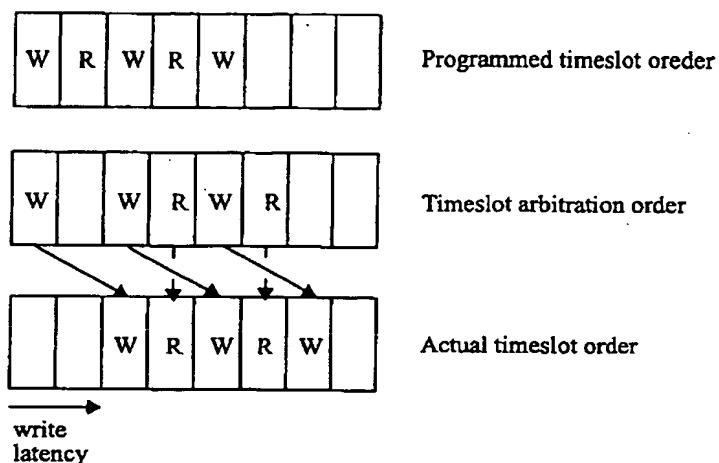 W R W R W Programmed timeslot oreder
W W R W R Timeslot arbitration order
W R W R W Actual timeslot order
write
latency